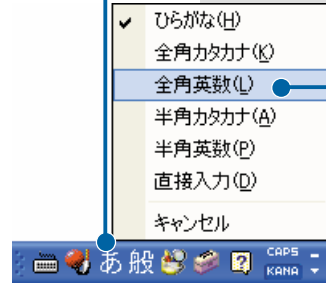 ひらがな(H)
全角カタカナ(K)
全角英数(L)
半角カタカナ(A)
半角英数(P)
直接入力(D)
キャンセル
あ 般 ? CAPS
KANA